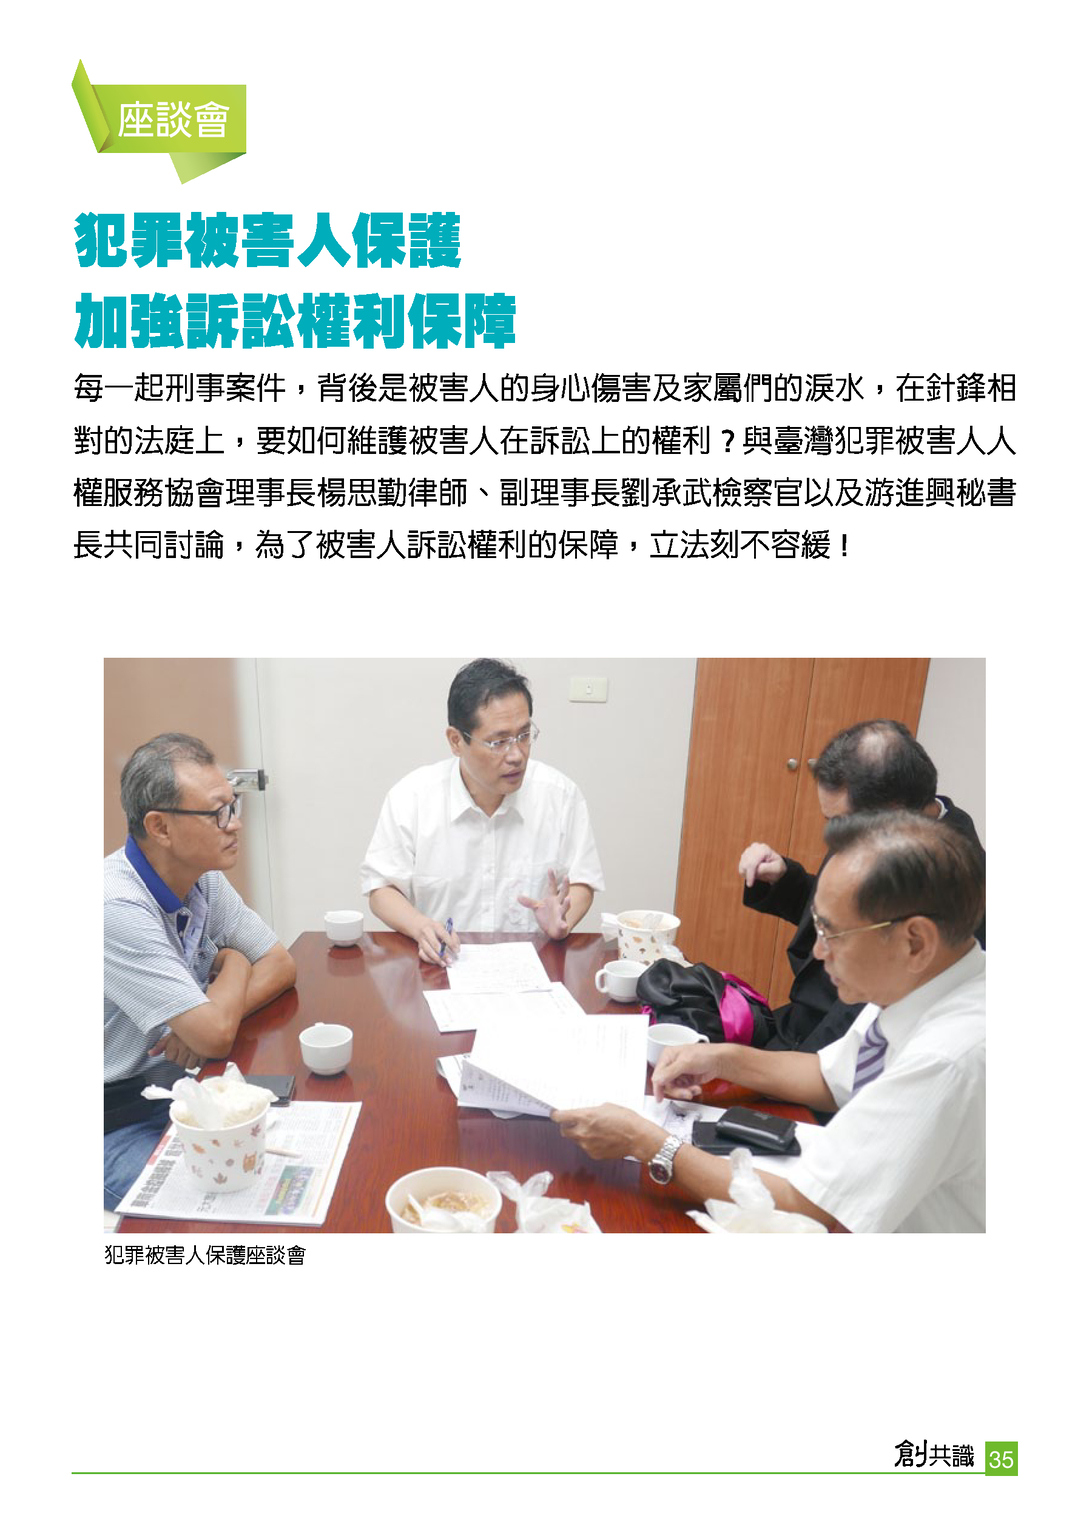 座談會
犯罪被害人保護
加強訴訟權利保障
每一起刑事案件，背後是被害人的身心傷害及家屬們的淚水，在針鋒相
對的法庭上，要如何維護被害人在訴訟上的權利？與臺灣犯罪被害人人
權服務協會理事長楊思勤律師、副理事長劉承武檢察官以及游進興秘書
長共同討論，為了被害人訴訟權利的保障，立法刻不容緩！
犯罪被害人保護座談會
創共識 35